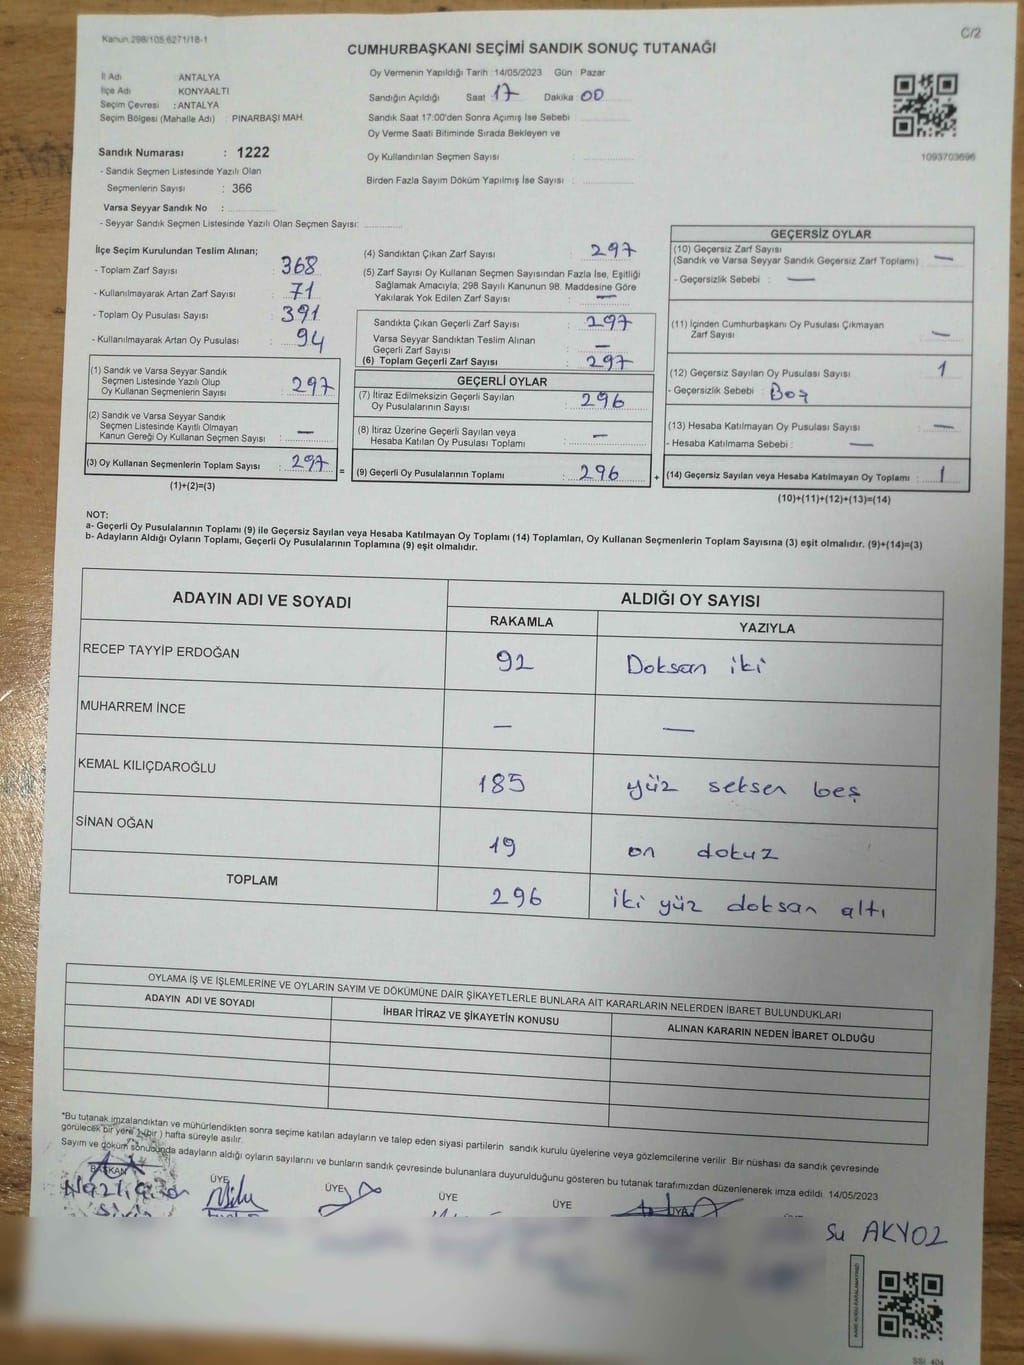 Kanun 298/105 6271/18-1
C/2
CUMHURBAŞKANI SEÇİMİ SANDIK SONUÇ TUTANAĞI
İl Adı ANTALYA
İlçe Adı KONYAALTI
Seçim Çevresi : ANTALYA
Seçim Bölgesi (Mahalle Adı) : PINARBAŞI MAH.
Oy Vermenin Yapıldığı Tarih : 14/05/2023 Gün : Pazar
Sandığın Açıldığı Saat : 17 Dakika 00
Sandık Saat 17:00'den Sonra Açımış İse Sebebi
Oy Verme Saati Bitiminde Sırada Bekleyen ve
Oy Kullandırılan Seçmen Sayısı :
Birden Fazla Sayım Döküm Yapılmış İse Sayısı :
1093703696
Sandık Numarası : 1222
- Sandık Seçmen Listesinde Yazılı Olan
Seçmenlerin Sayısı : 366
Varsa Seyyar Sandık No :
- Seyyar Sandık Seçmen Listesinde Yazılı Olan Seçmen Sayısı:
İlçe Seçim Kurulundan Teslim Alınan;
- Toplam Zarf Sayısı : 368
- Kullanılmayarak Artan Zarf Sayısı : 71
- Toplam Oy Pusulası Sayısı : 391
- Kullanılmayarak Artan Oy Pusulası : 94
(1) Sandık ve Varsa Seyyar Sandık
Seçmen Listesinde Yazılı Olup
Oy Kullanan Seçmenlerin Sayısı : 297
(2) Sandık ve Varsa Seyyar Sandık
Seçmen Listesinde Kayıtlı Olmayan
Kanun Gereği Oy Kullanan Seçmen Sayısı : —
(3) Oy Kullanan Seçmenlerin Toplam Sayısı : 297 =
(1)+(2)=(3)
(4) Sandıktan Çıkan Zarf Sayısı : 297
(5) Zarf Sayısı Oy Kullanan Seçmen Sayısından Fazla İse, Eşitliği
Sağlamak Amacıyla; 298 Sayılı Kanunun 98. Maddesine Göre
Yakılarak Yok Edilen Zarf Sayısı : —
Sandıkta Çıkan Geçerli Zarf Sayısı : 297
Varsa Seyyar Sandıktan Teslim Alınan
Geçerli Zarf Sayısı : —
(6) Toplam Geçerli Zarf Sayısı : 297
GEÇERLİ OYLAR
(7) İtiraz Edilmeksizin Geçerli Sayılan
Oy Pusulalarının Sayısı : 296
(8) İtiraz Üzerine Geçerli Sayılan veya
Hesaba Katılan Oy Pusulası Toplamı : —
(9) Geçerli Oy Pusulalarının Toplamı : 296 +
GEÇERSİZ OYLAR
(10) Geçersiz Zarf Sayısı
(Sandık ve Varsa Seyyar Sandık Geçersiz Zarf Toplamı) : —
- Geçersizlik Sebebi : —
(11) İçinden Cumhurbaşkanı Oy Pusulası Çıkmayan
Zarf Sayısı : —
(12) Geçersiz Sayılan Oy Pusulası Sayısı 1
- Geçersizlik Sebebi : Boş
(13) Hesaba Katılmayan Oy Pusulası Sayısı : —
- Hesaba Katılmama Sebebi : —
(14) Geçersiz Sayılan veya Hesaba Katılmayan Oy Toplamı : 1
(10)+(11)+(12)+(13)=(14)
NOT:
a- Geçerli Oy Pusulalarının Toplamı (9) ile Geçersiz Sayılan veya Hesaba Katılmayan Oy Toplamı (14) Toplamları, Oy Kullanan Seçmenlerin Toplam Sayısına (3) eşit olmalıdır. (9)+(14)=(3)
b- Adayların Aldığı Oyların Toplamı, Geçerli Oy Pusulalarının Toplamına (9) eşit olmalıdır.
ADAYIN ADI VE SOYADI
ALDIĞI OY SAYISI
RAKAMLA YAZIYLA
RECEP TAYYİP ERDOĞAN 92 Doksan iki
MUHARREM İNCE — —
KEMAL KILIÇDAROĞLU 185 yüz seksen beş
SİNAN OĞAN 19 on dokuz
TOPLAM 296 iki yüz doksan altı
OYLAMA İŞ VE İŞLEMLERİNE VE OYLARIN SAYIM VE DÖKÜMÜNE DAİR ŞİKAYETLERLE BUNLARA AİT KARARLARIN NELERDEN İBARET BULUNDUKLARI
ADAYIN ADI VE SOYADI İHBAR İTİRAZ VE ŞİKAYETİN KONUSU ALINAN KARARIN NEDEN İBARET OLDUĞU
*Bu tutanak imzalandıktan ve mühürlendikten sonra seçime katılan adayların ve talep eden siyasi partilerin sandık kurulu üyelerine veya gözlemcilerine verilir. Bir nüshası da sandık çevresinde
görülecek bir yere 1 (bir) hafta süreyle asılır.
Sayım ve döküm sonucunda adayların aldığı oyların sayılarını ve bunların sandık çevresinde bulunanlara duyurulduğunu gösteren bu tutanak tarafımızdan düzenlenerek imza edildi. 14/05/2023
BAŞKAN ÜYE ÜYE ÜYE ÜYE ÜYE
Su AKYOZ